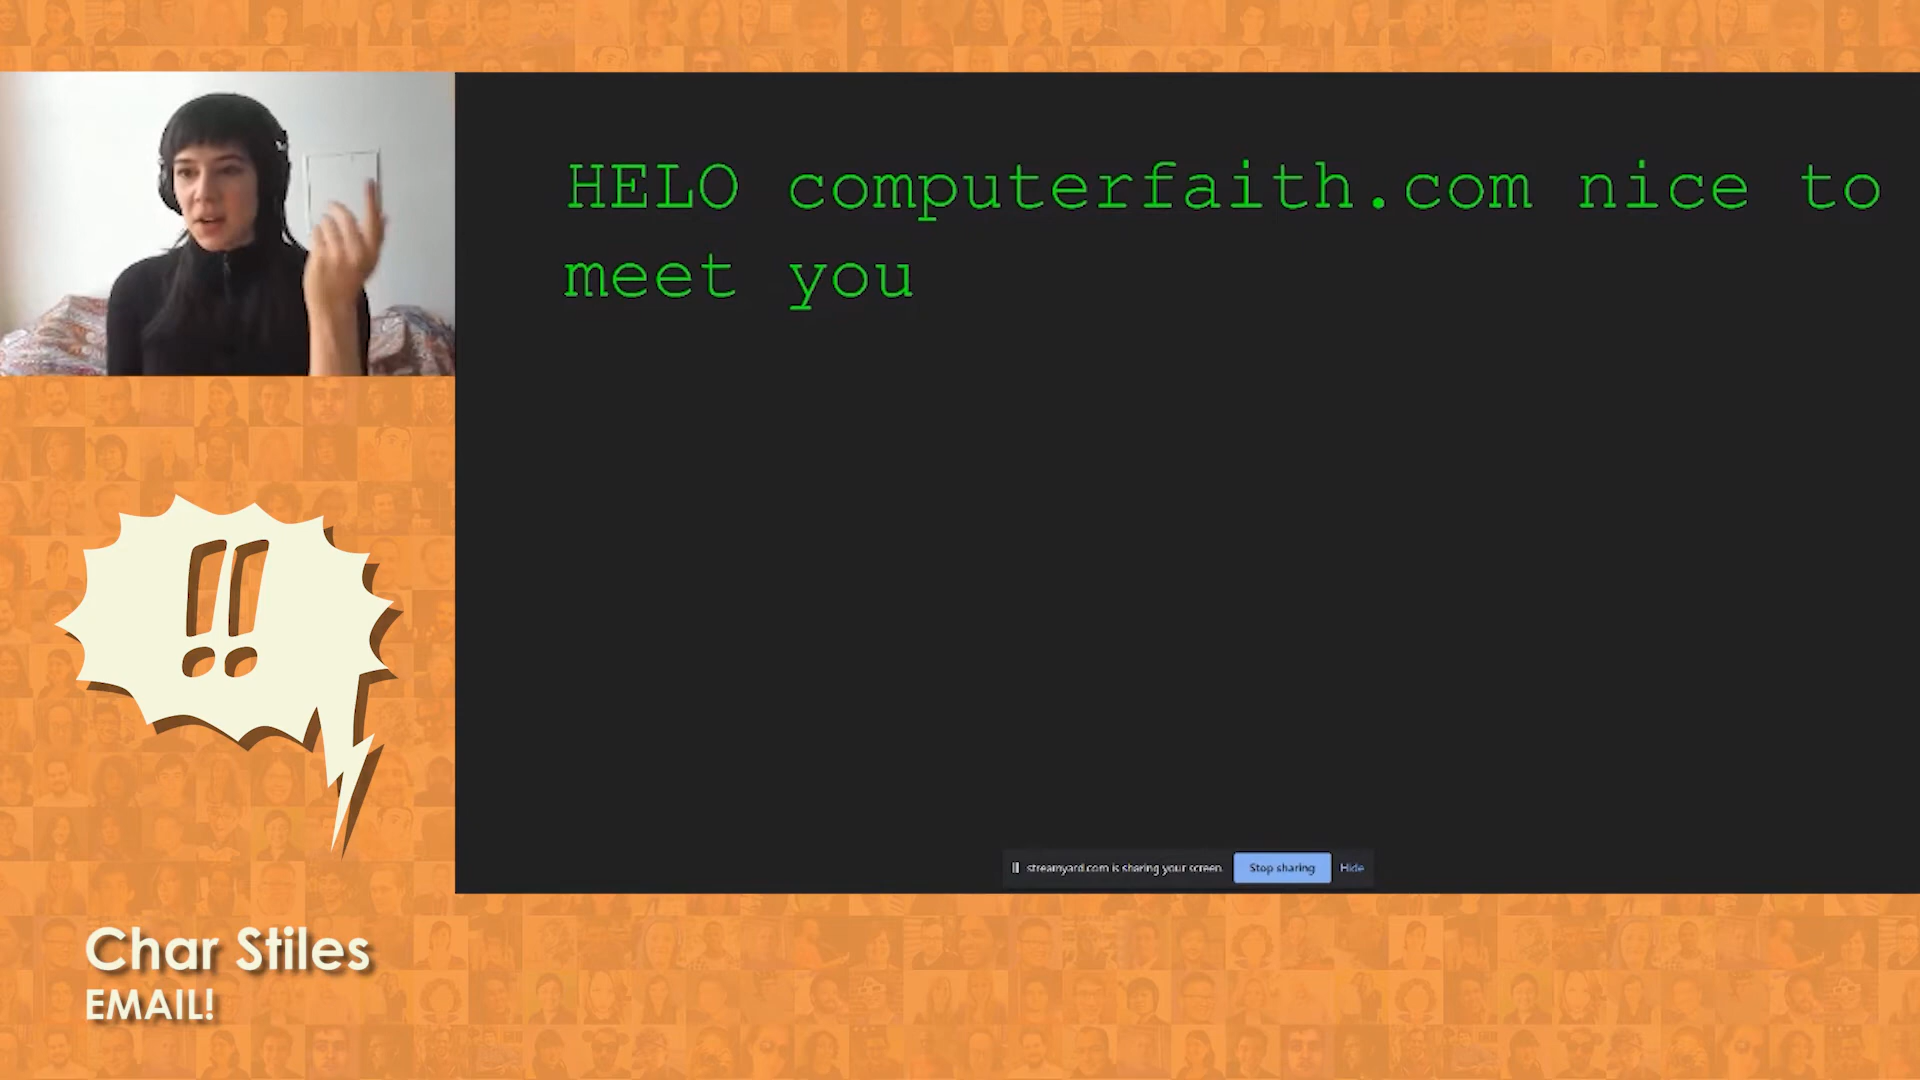 HELO computerfaith.com nice to
meet you
!!
streamyard.com is sharing your screen.
Stop sharing
Hide
Char Stiles
EMAIL!